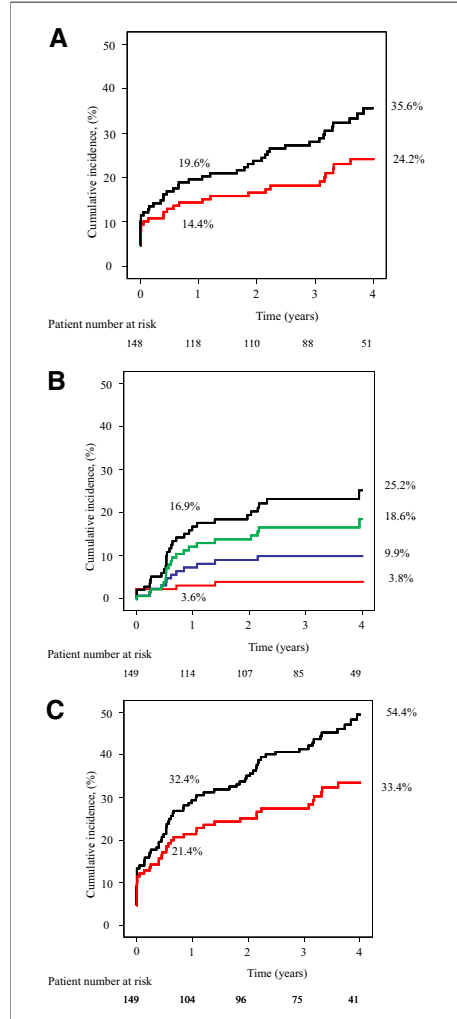 A
50
40
30
20
10
0
Cumulative incidence, (%)
35.6%
19.6%
24.2%
14.4%
0 1 2 3 4
Time (years)
Patient number at risk
148 118 110 88 51
B
50
40
30
20
10
0
Cumulative incidence, (%)
25.2%
16.9%
18.6%
9.9%
3.8%
3.6%
0 1 2 3 4
Time (years)
Patient number at risk
149 114 107 85 49
C
50
40
30
20
10
0
Cumulative incidence, (%)
54.4%
32.4%
33.4%
21.4%
0 1 2 3 4
Time (years)
Patient number at risk
149 104 96 75 41